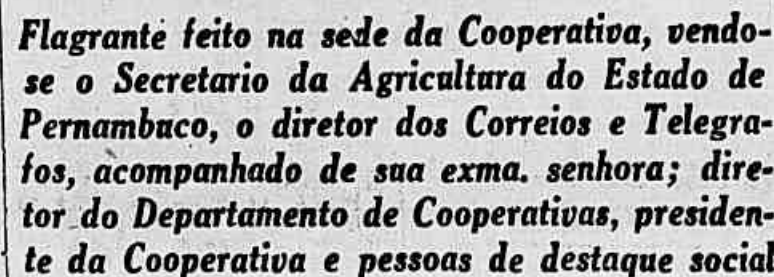 Flagrante feito na sede da Cooperativa, vendo-
se o Secretario da Agricultura do Estado de
Pernambuco, o diretor dos Correios e Telegra-
fos, acompanhado de sua exma. senhora; dire-
tor do Departamento de Cooperativas, presiden-
te da Cooperativa e pessoas de destaque social